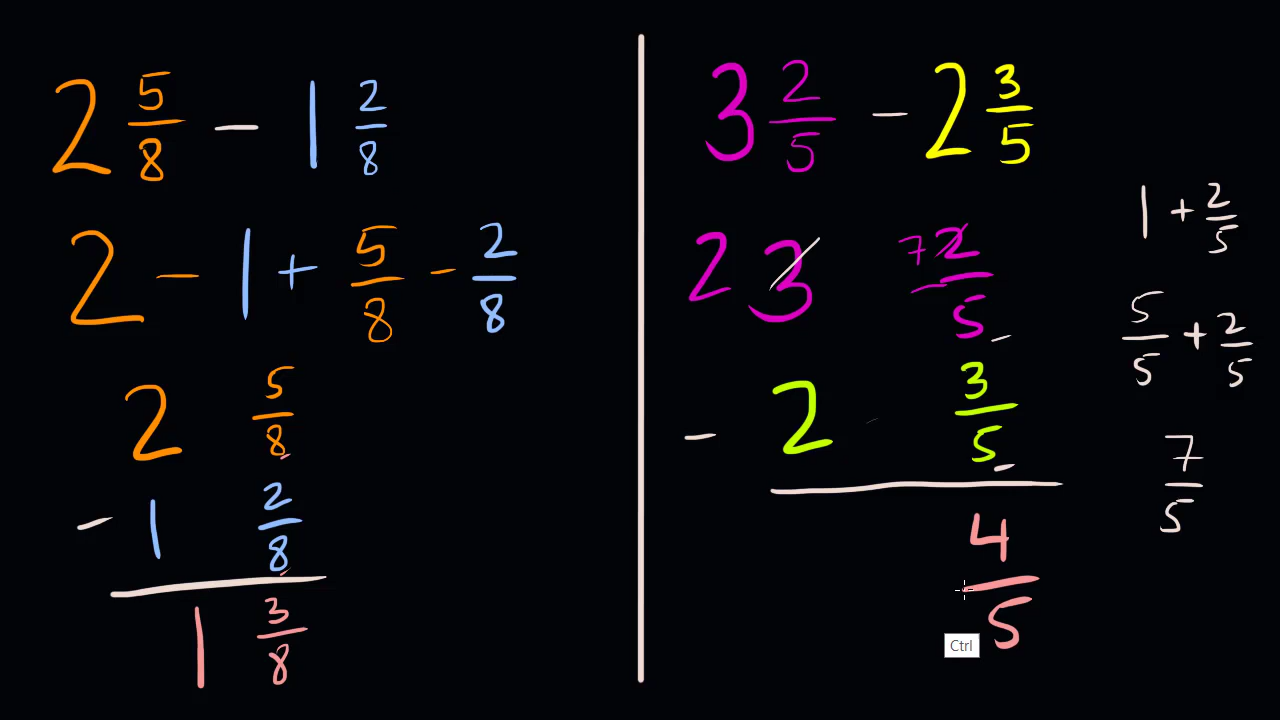 2 5/8 - 1 2/8
2 - 1 + 5/8 - 2/8
2 5/8
- 1 2/8
1 3/8
3 2/5 - 2 3/5
2 3 7 2/5
- 2 3/5
4/5
1 + 2/5
5/5 + 2/5
7/5
Ctrl